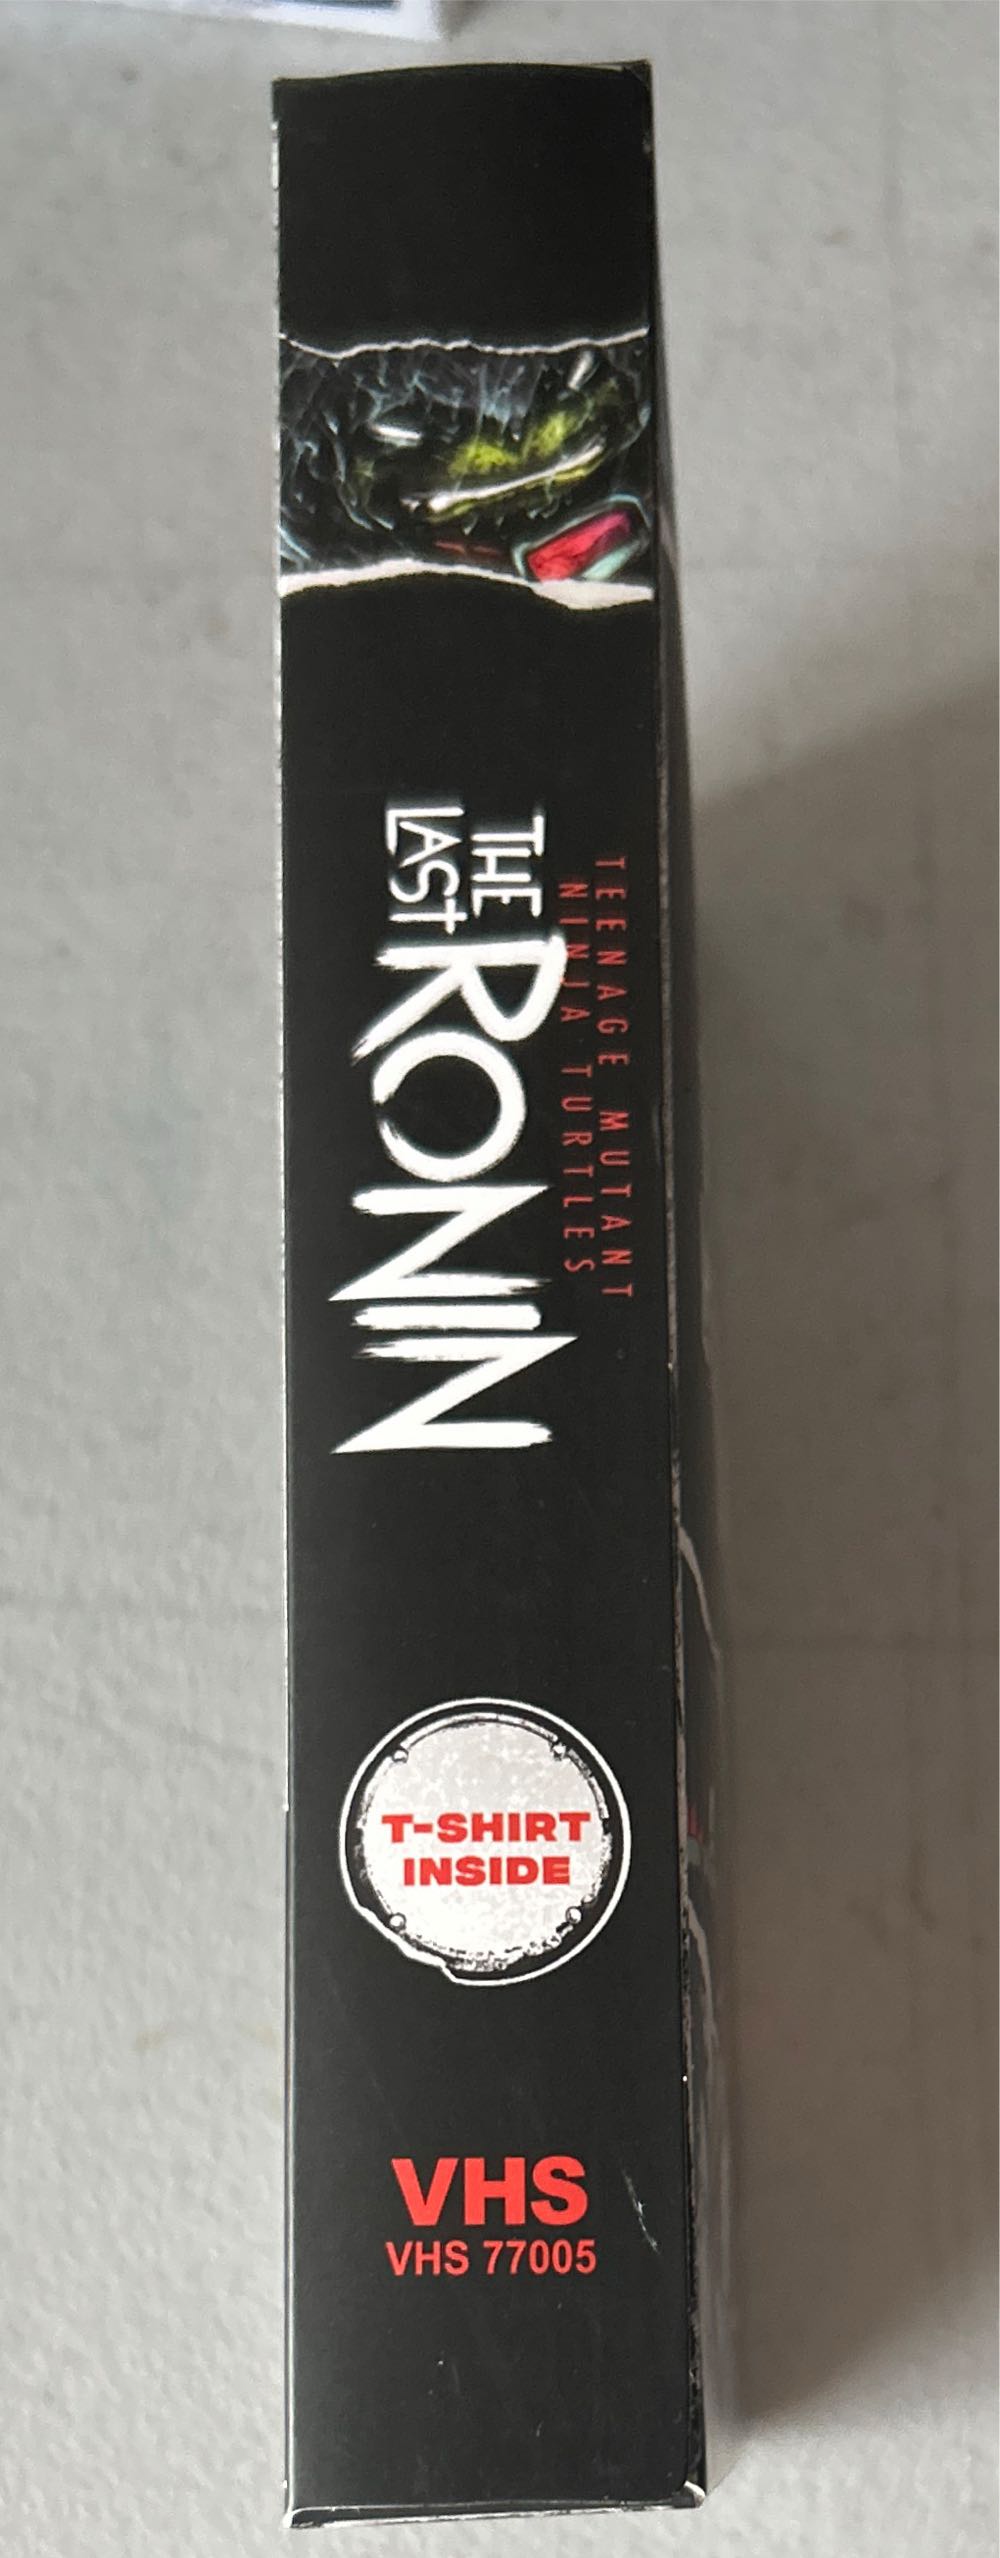 TEENAGE MUTANT
NINJA TURTLES
THE
LAST
RONIN
T-SHIRT
INSIDE
VHS
VHS 77005